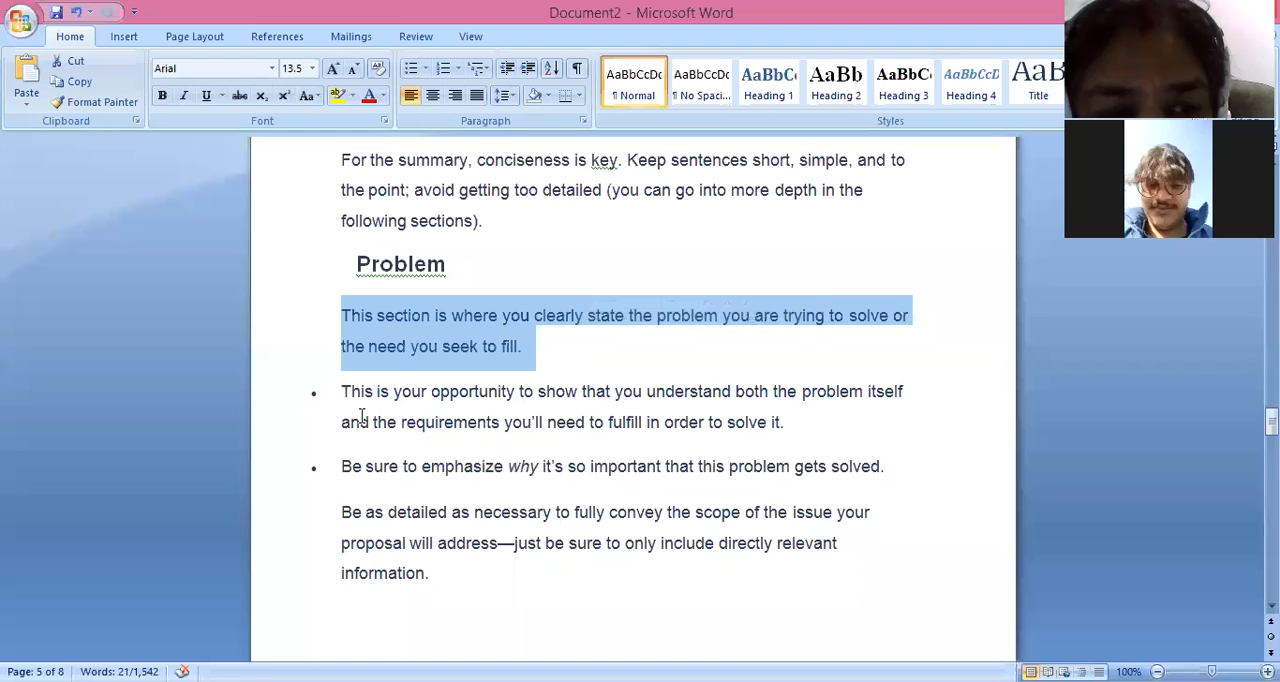 Document2 - Microsoft Word
Home Insert Page Layout References Mailings Review View
Paste
Cut
Copy
Format Painter
Clipboard
Arial 13.5
Font
Paragraph
AaBbCcDc AaBbCcDc AaBbC AaBb AaBbC AaBbCcD AaB
¶ Normal ¶ No Spaci... Heading 1 Heading 2 Heading 3 Heading 4 Title
Styles
For the summary, conciseness is key. Keep sentences short, simple, and to
the point; avoid getting too detailed (you can go into more depth in the
following sections).
Problem
This section is where you clearly state the problem you are trying to solve or
the need you seek to fill.
• This is your opportunity to show that you understand both the problem itself
and the requirements you’ll need to fulfill in order to solve it.
• Be sure to emphasize why it’s so important that this problem gets solved.
Be as detailed as necessary to fully convey the scope of the issue your
proposal will address—just be sure to only include directly relevant
information.
Page: 5 of 8 Words: 21/1,542 100%